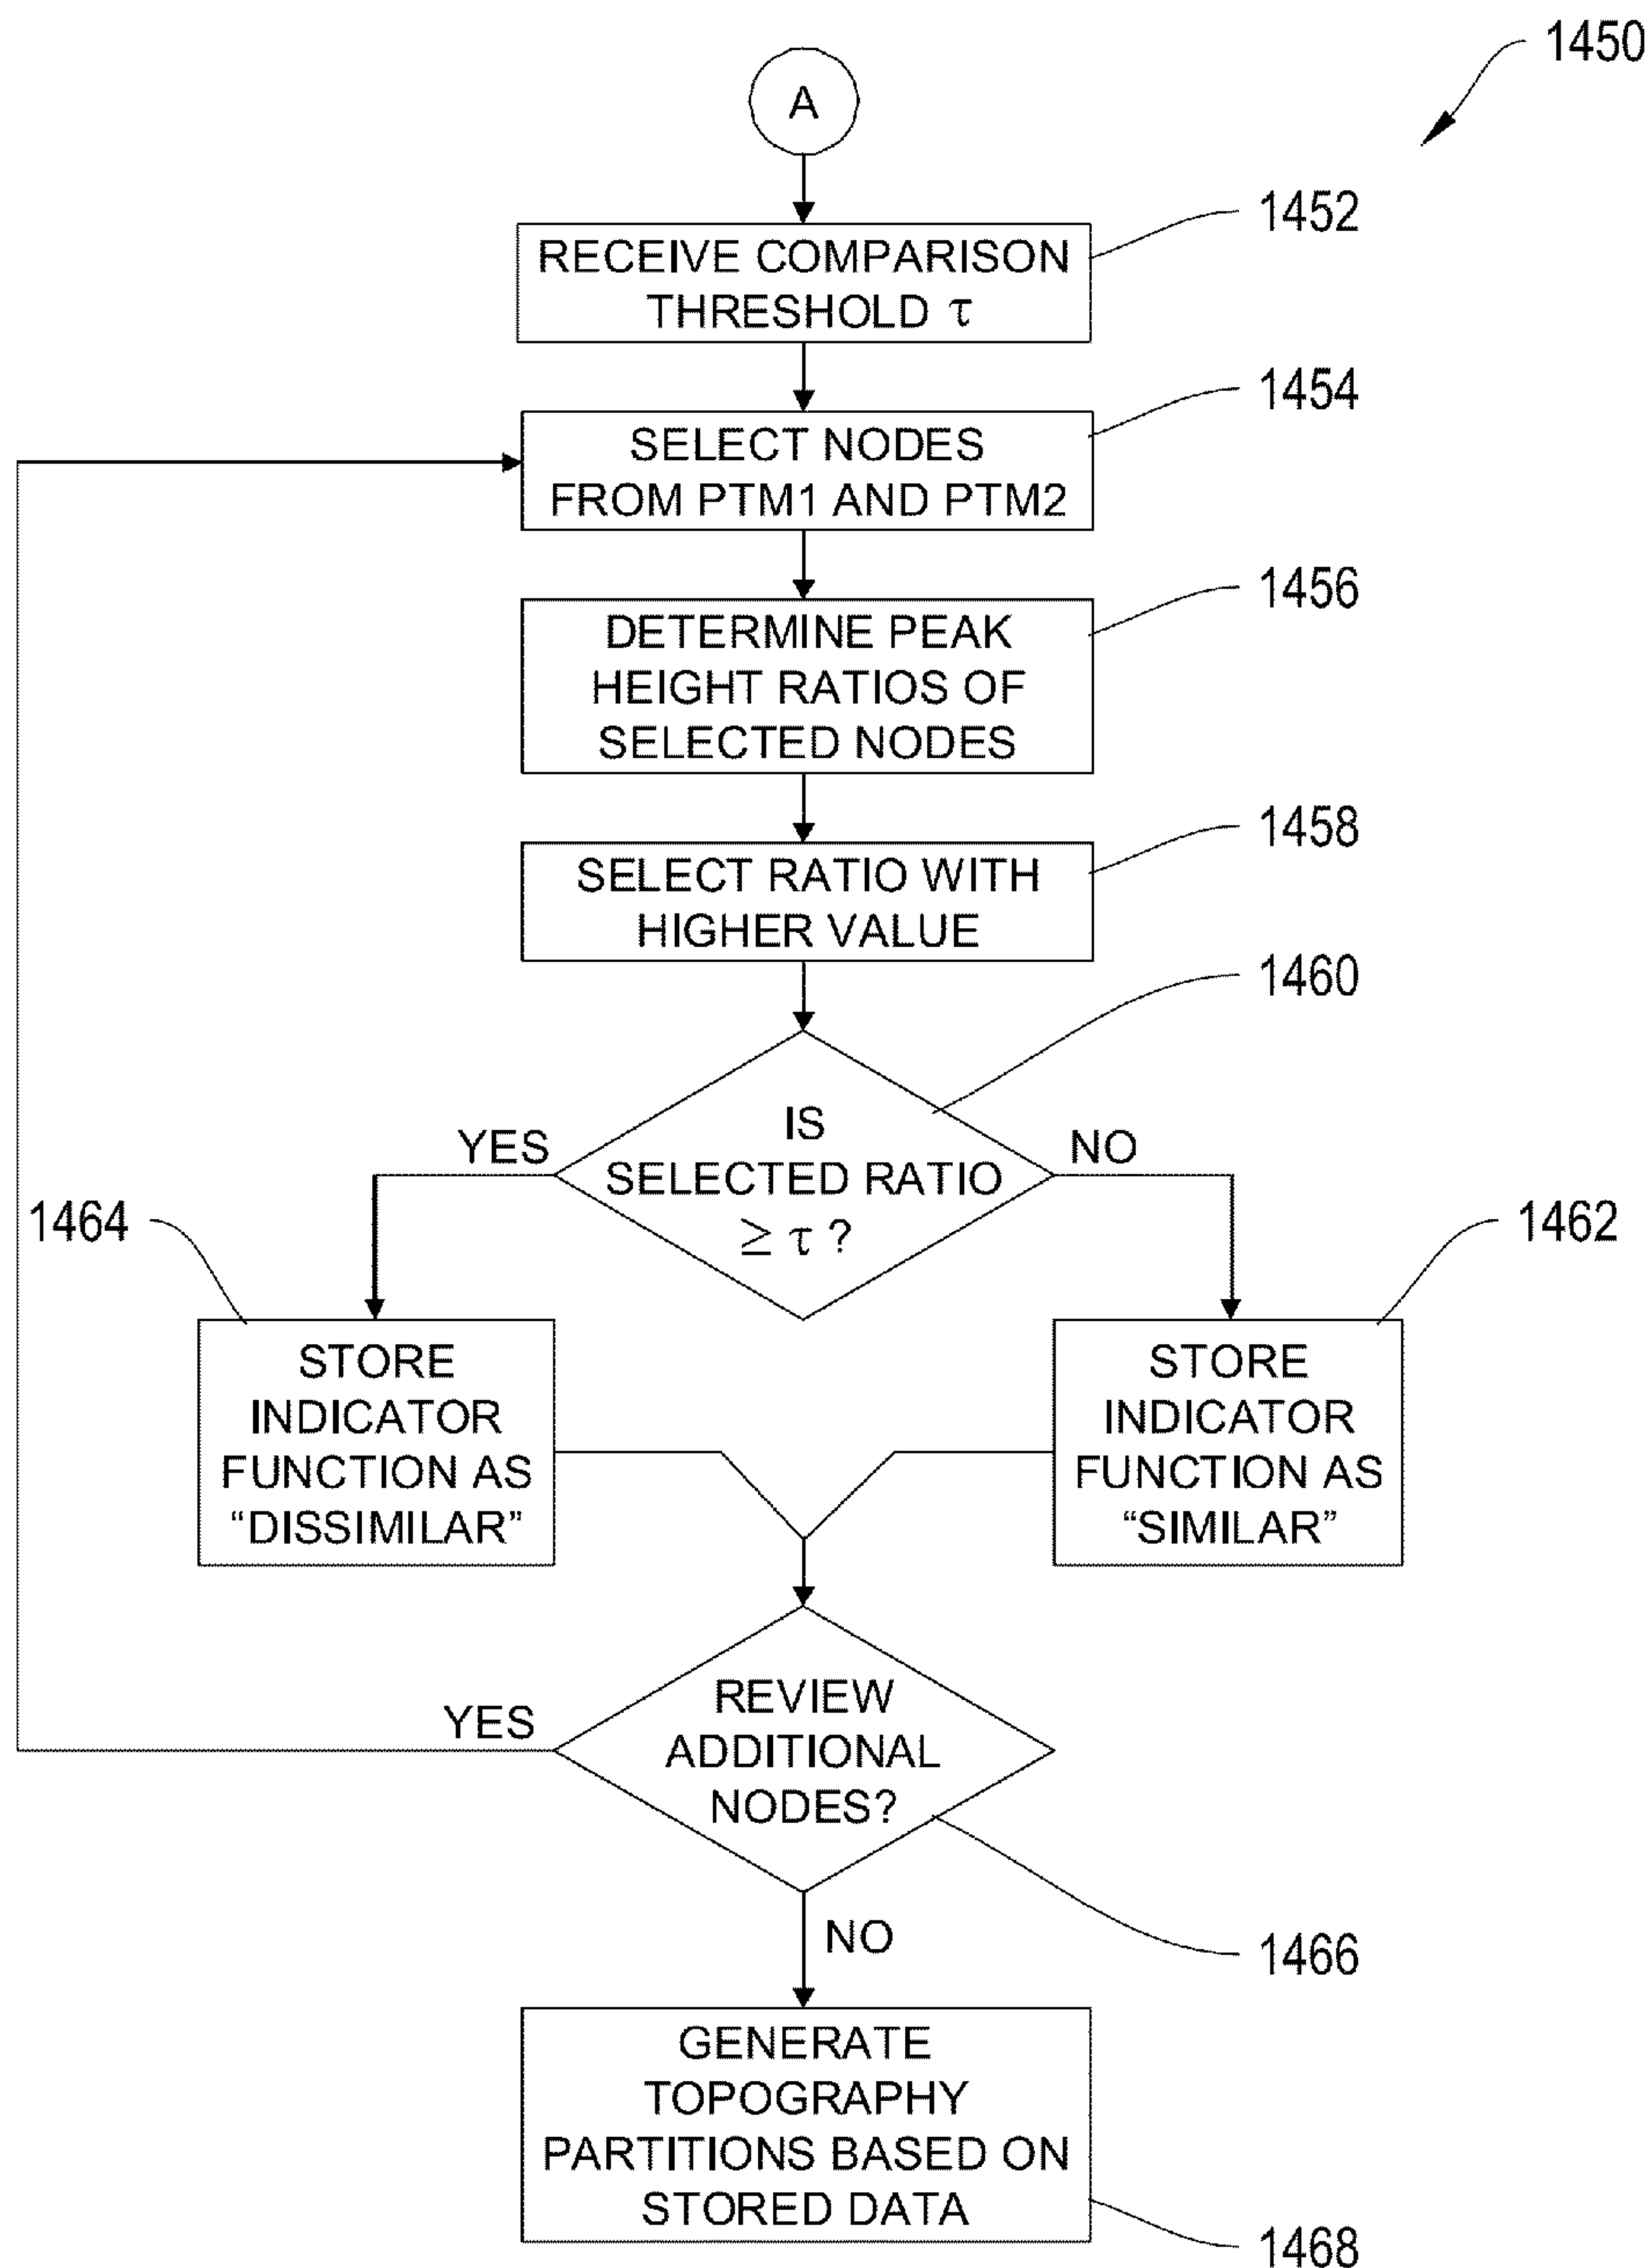 1450
A
1452
RECEIVE COMPARISON
THRESHOLD τ
1454
SELECT NODES
FROM PTM1 AND PTM2
1456
DETERMINE PEAK
HEIGHT RATIOS OF
SELECTED NODES
1458
SELECT RATIO WITH
HIGHER VALUE
1460
IS
SELECTED RATIO
≥ τ ?
YES
NO
1464
1462
STORE
INDICATOR
FUNCTION AS
“DISSIMILAR”
STORE
INDICATOR
FUNCTION AS
“SIMILAR”
REVIEW
ADDITIONAL
NODES?
YES
NO
1466
GENERATE
TOPOGRAPHY
PARTITIONS BASED ON
STORED DATA
1468